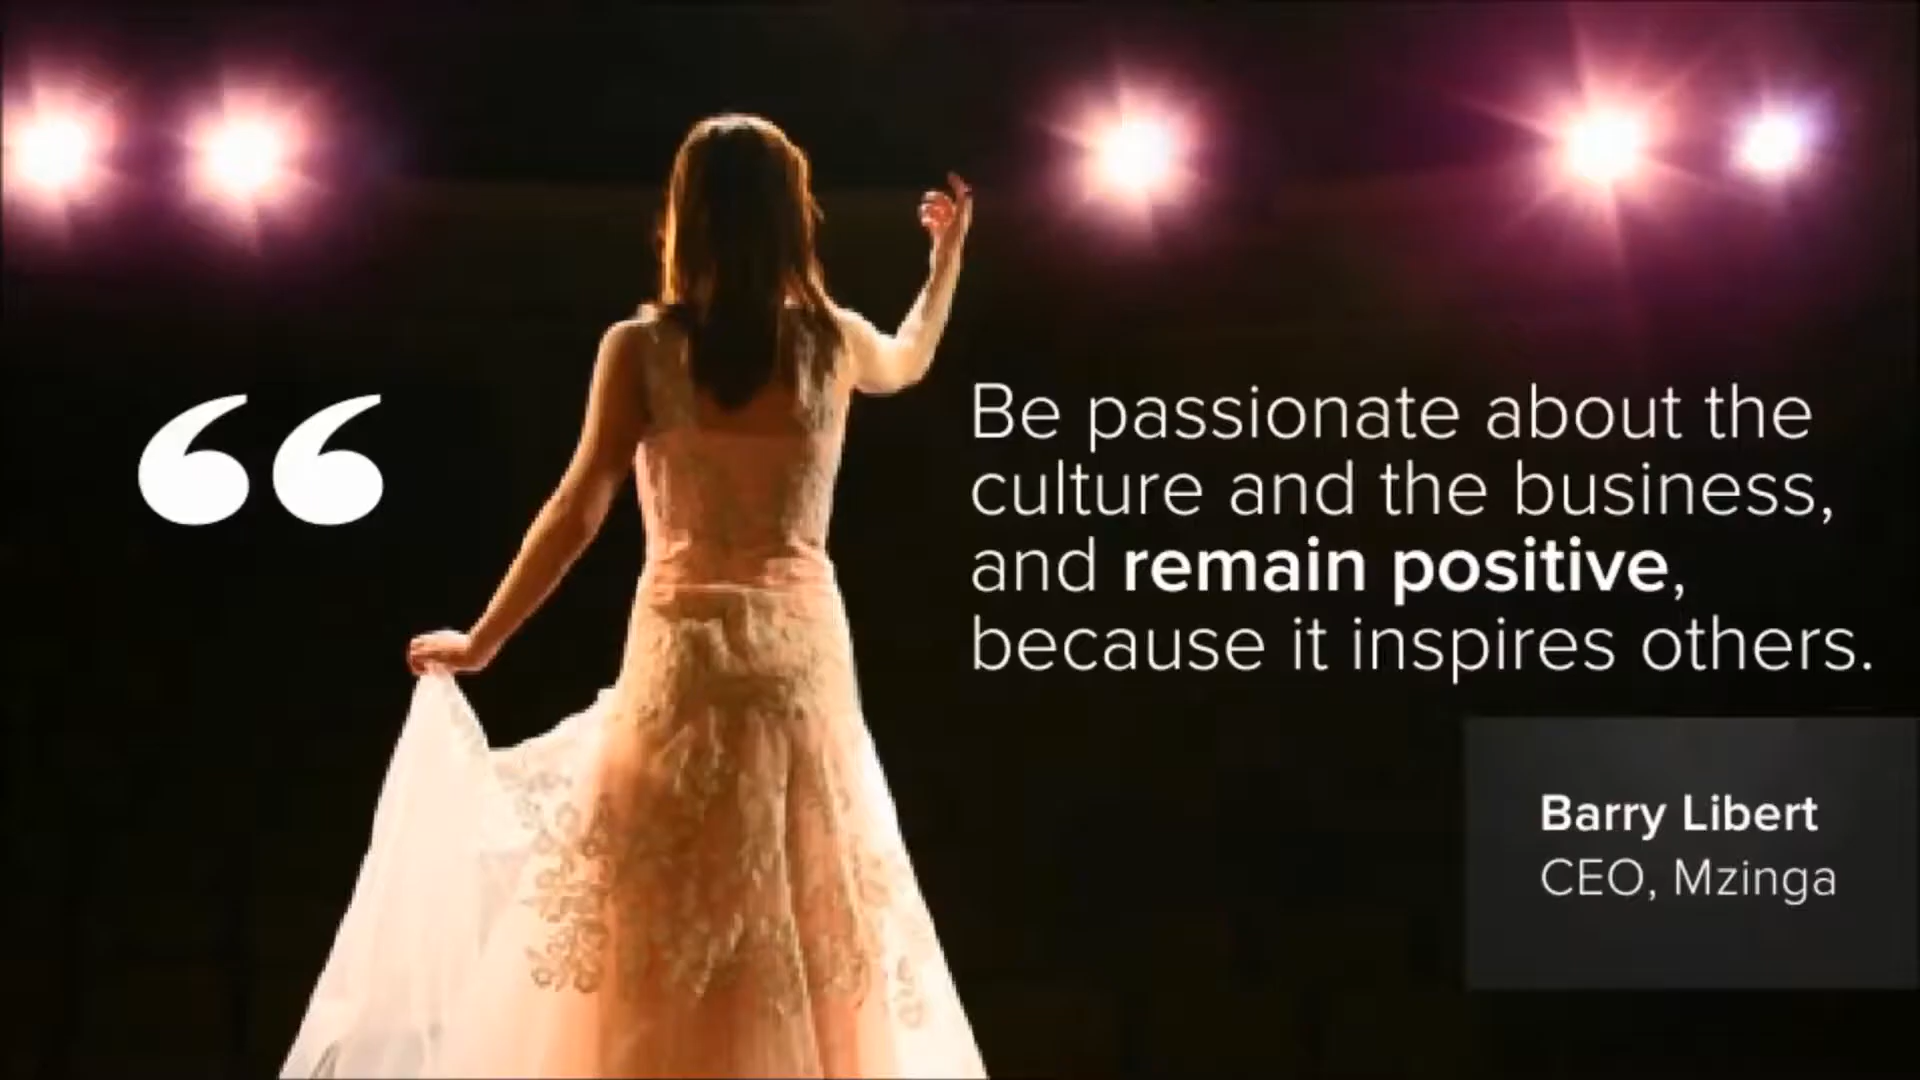 “
Be passionate about the
culture and the business,
and remain positive,
because it inspires others.
Barry Libert
CEO, Mzinga